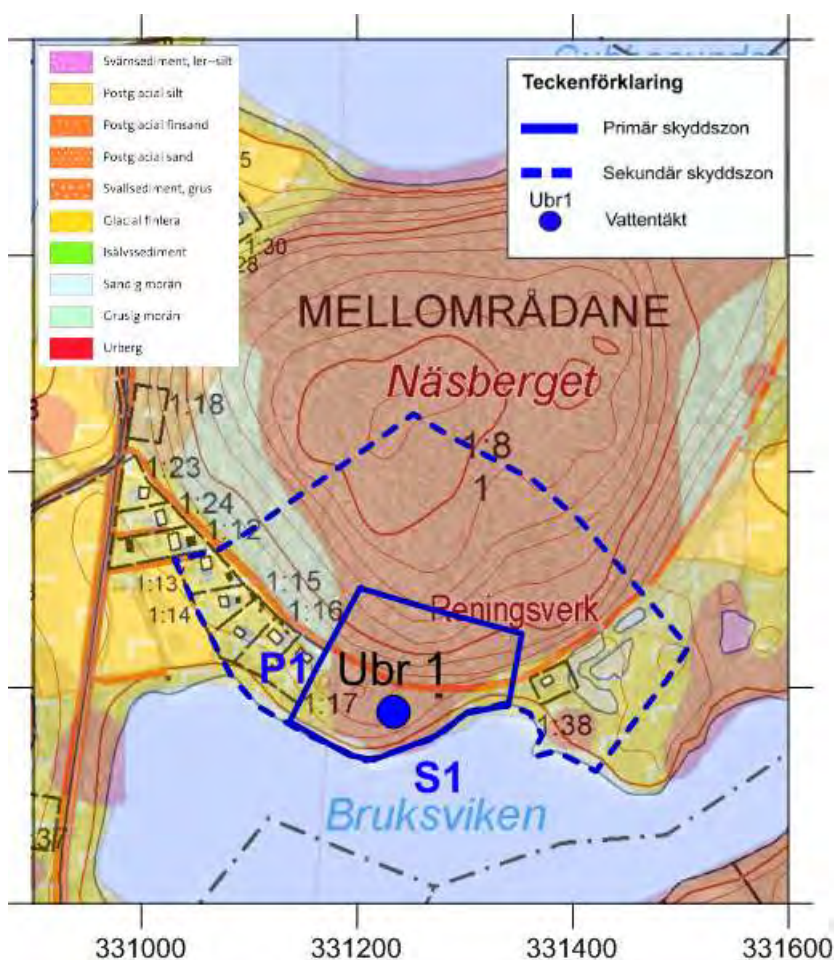 Svämsediment, ler--silt
Postglacial silt
Postglacial finsand
Postglacial sand
Svallsediment, grus
Glacial finlera
Isälvssediment
Sandig morän
Grusig morän
Urberg
Teckenförklaring
Primär skyddszon
Sekundär skyddszon
Ubr1
Vattentäkt
1:30
28
MELLOMRÅDANE
Näsberget
1:18
1:8
1
1:23
1:24
1:12
1:13
1:15
1:14
1:16
Reningsverk
P1
Ubr 1
1:17
1:38
S1
Bruksviken
37
331000
331200
331400
331600